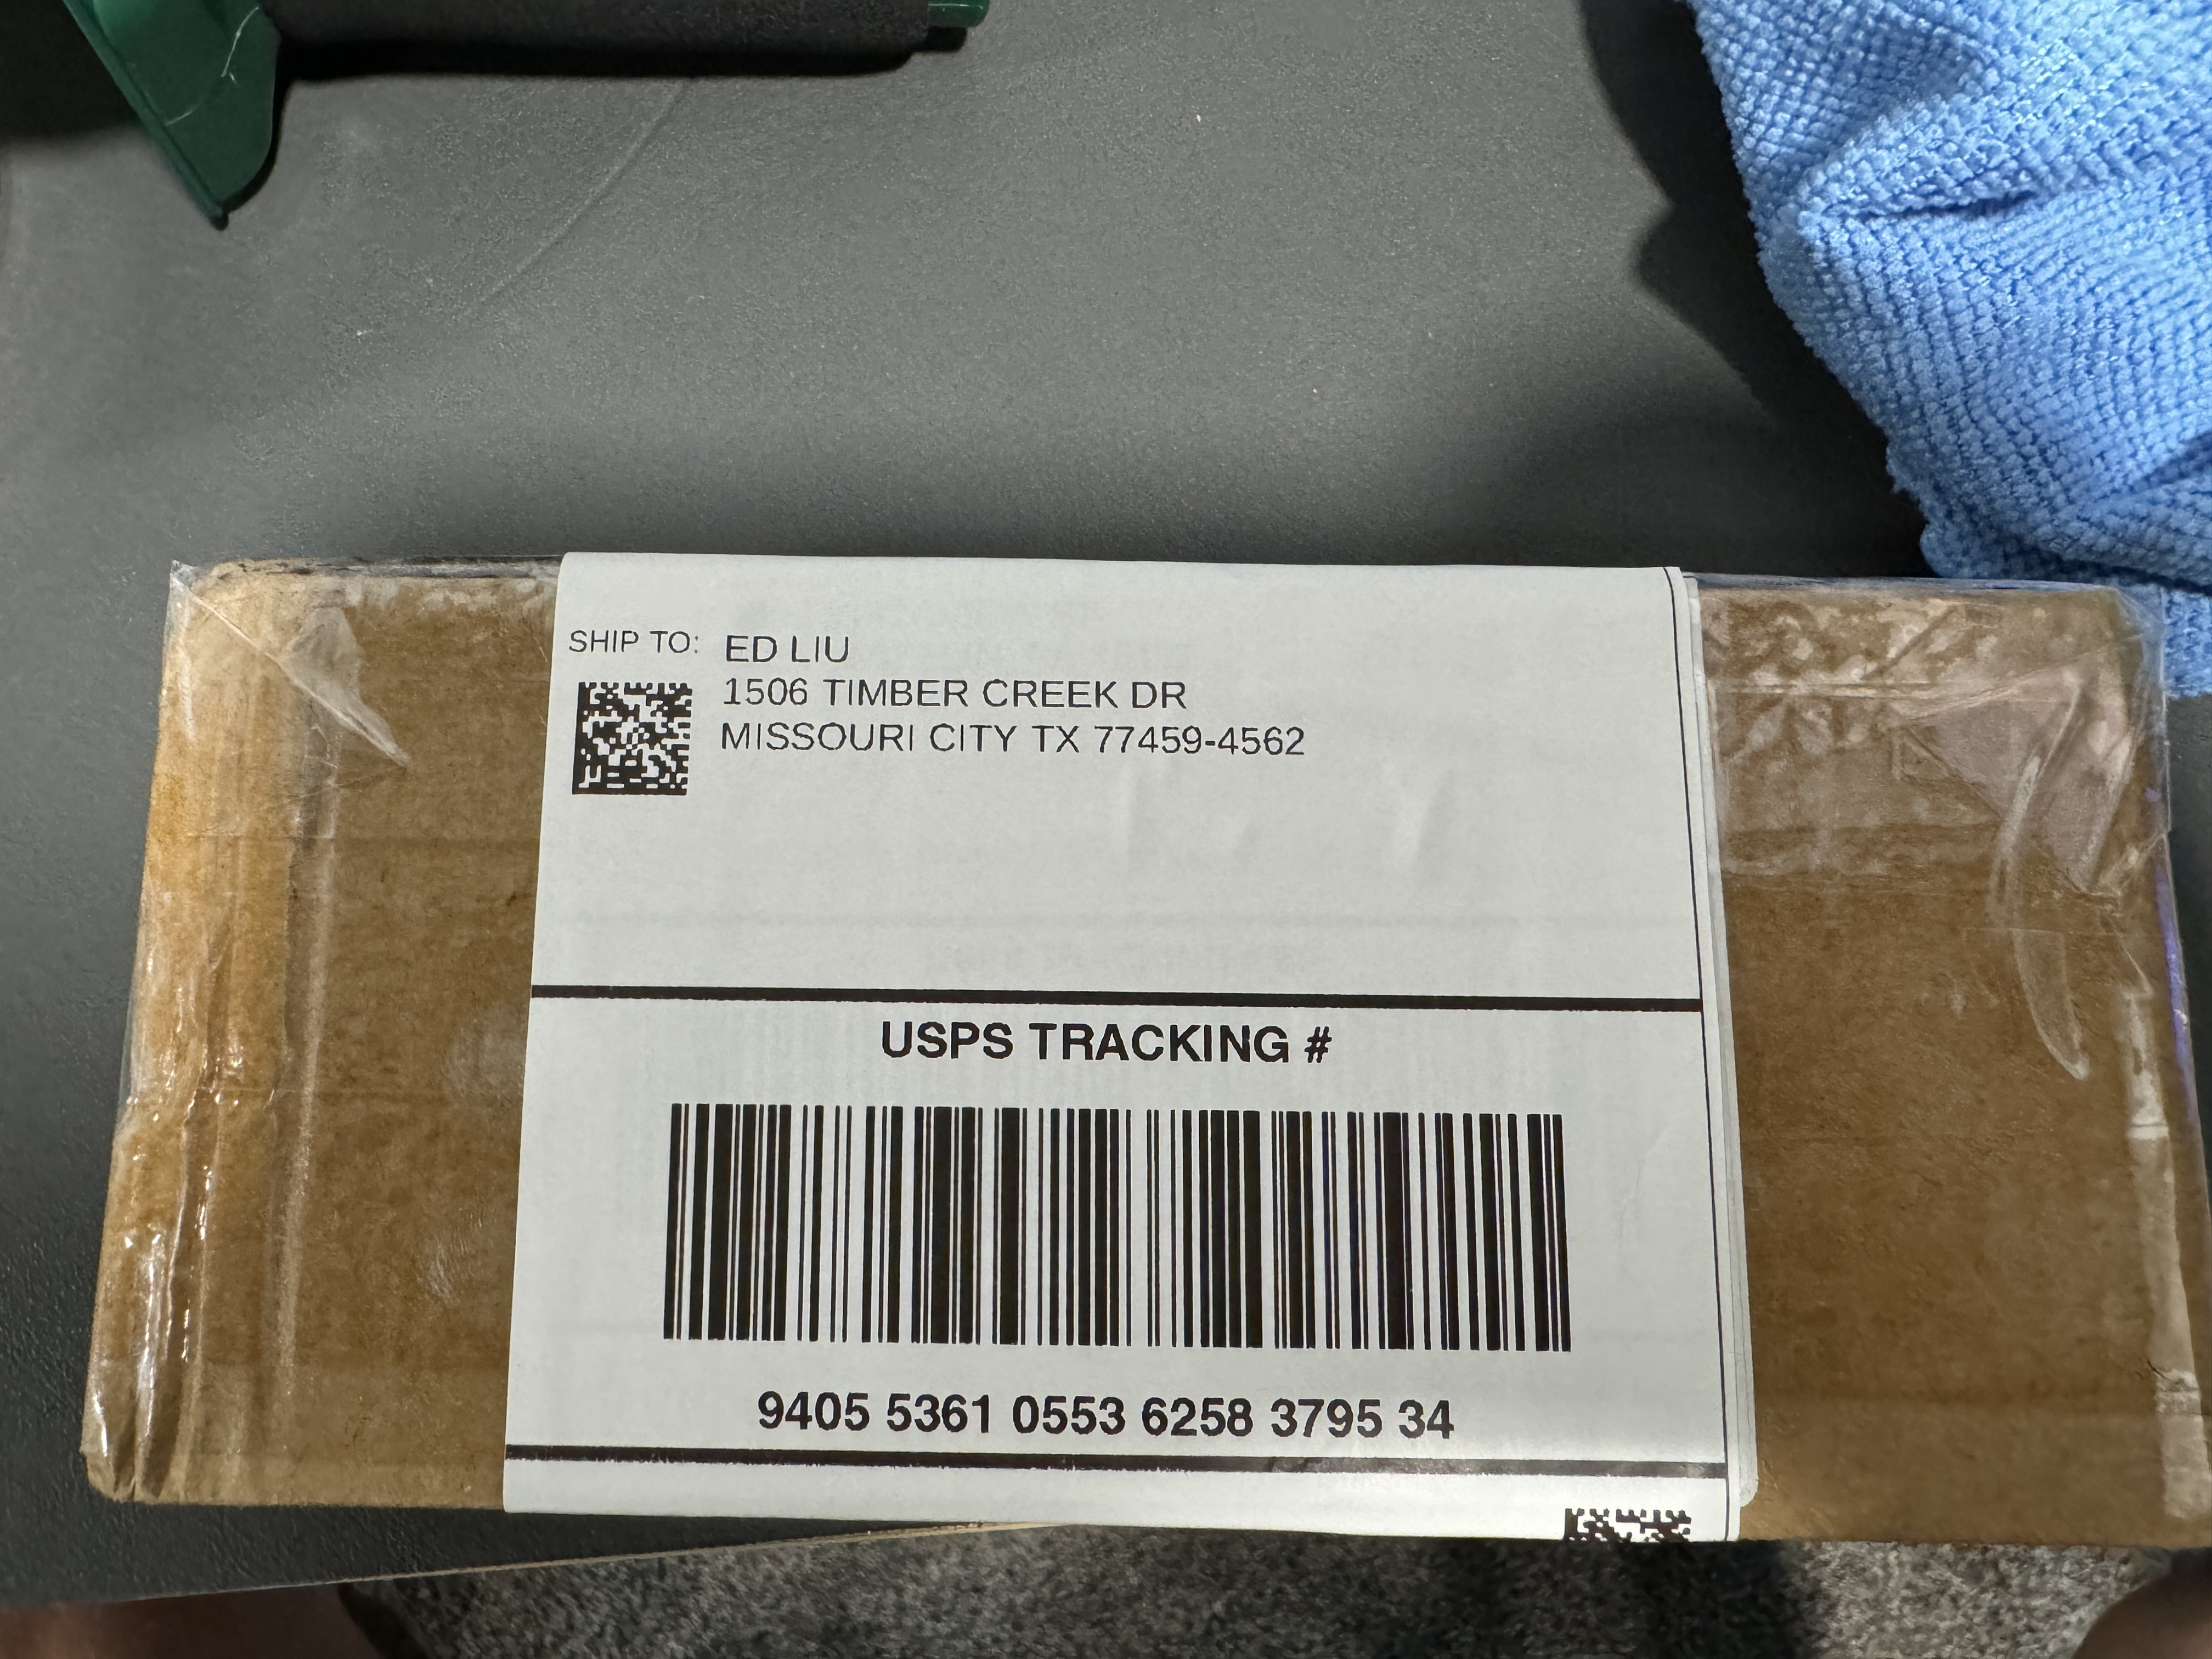 SHIP TO: ED LIU
1506 TIMBER CREEK DR
MISSOURI CITY TX 77459-4562
USPS TRACKING #
9405 5361 0553 6258 3795 34